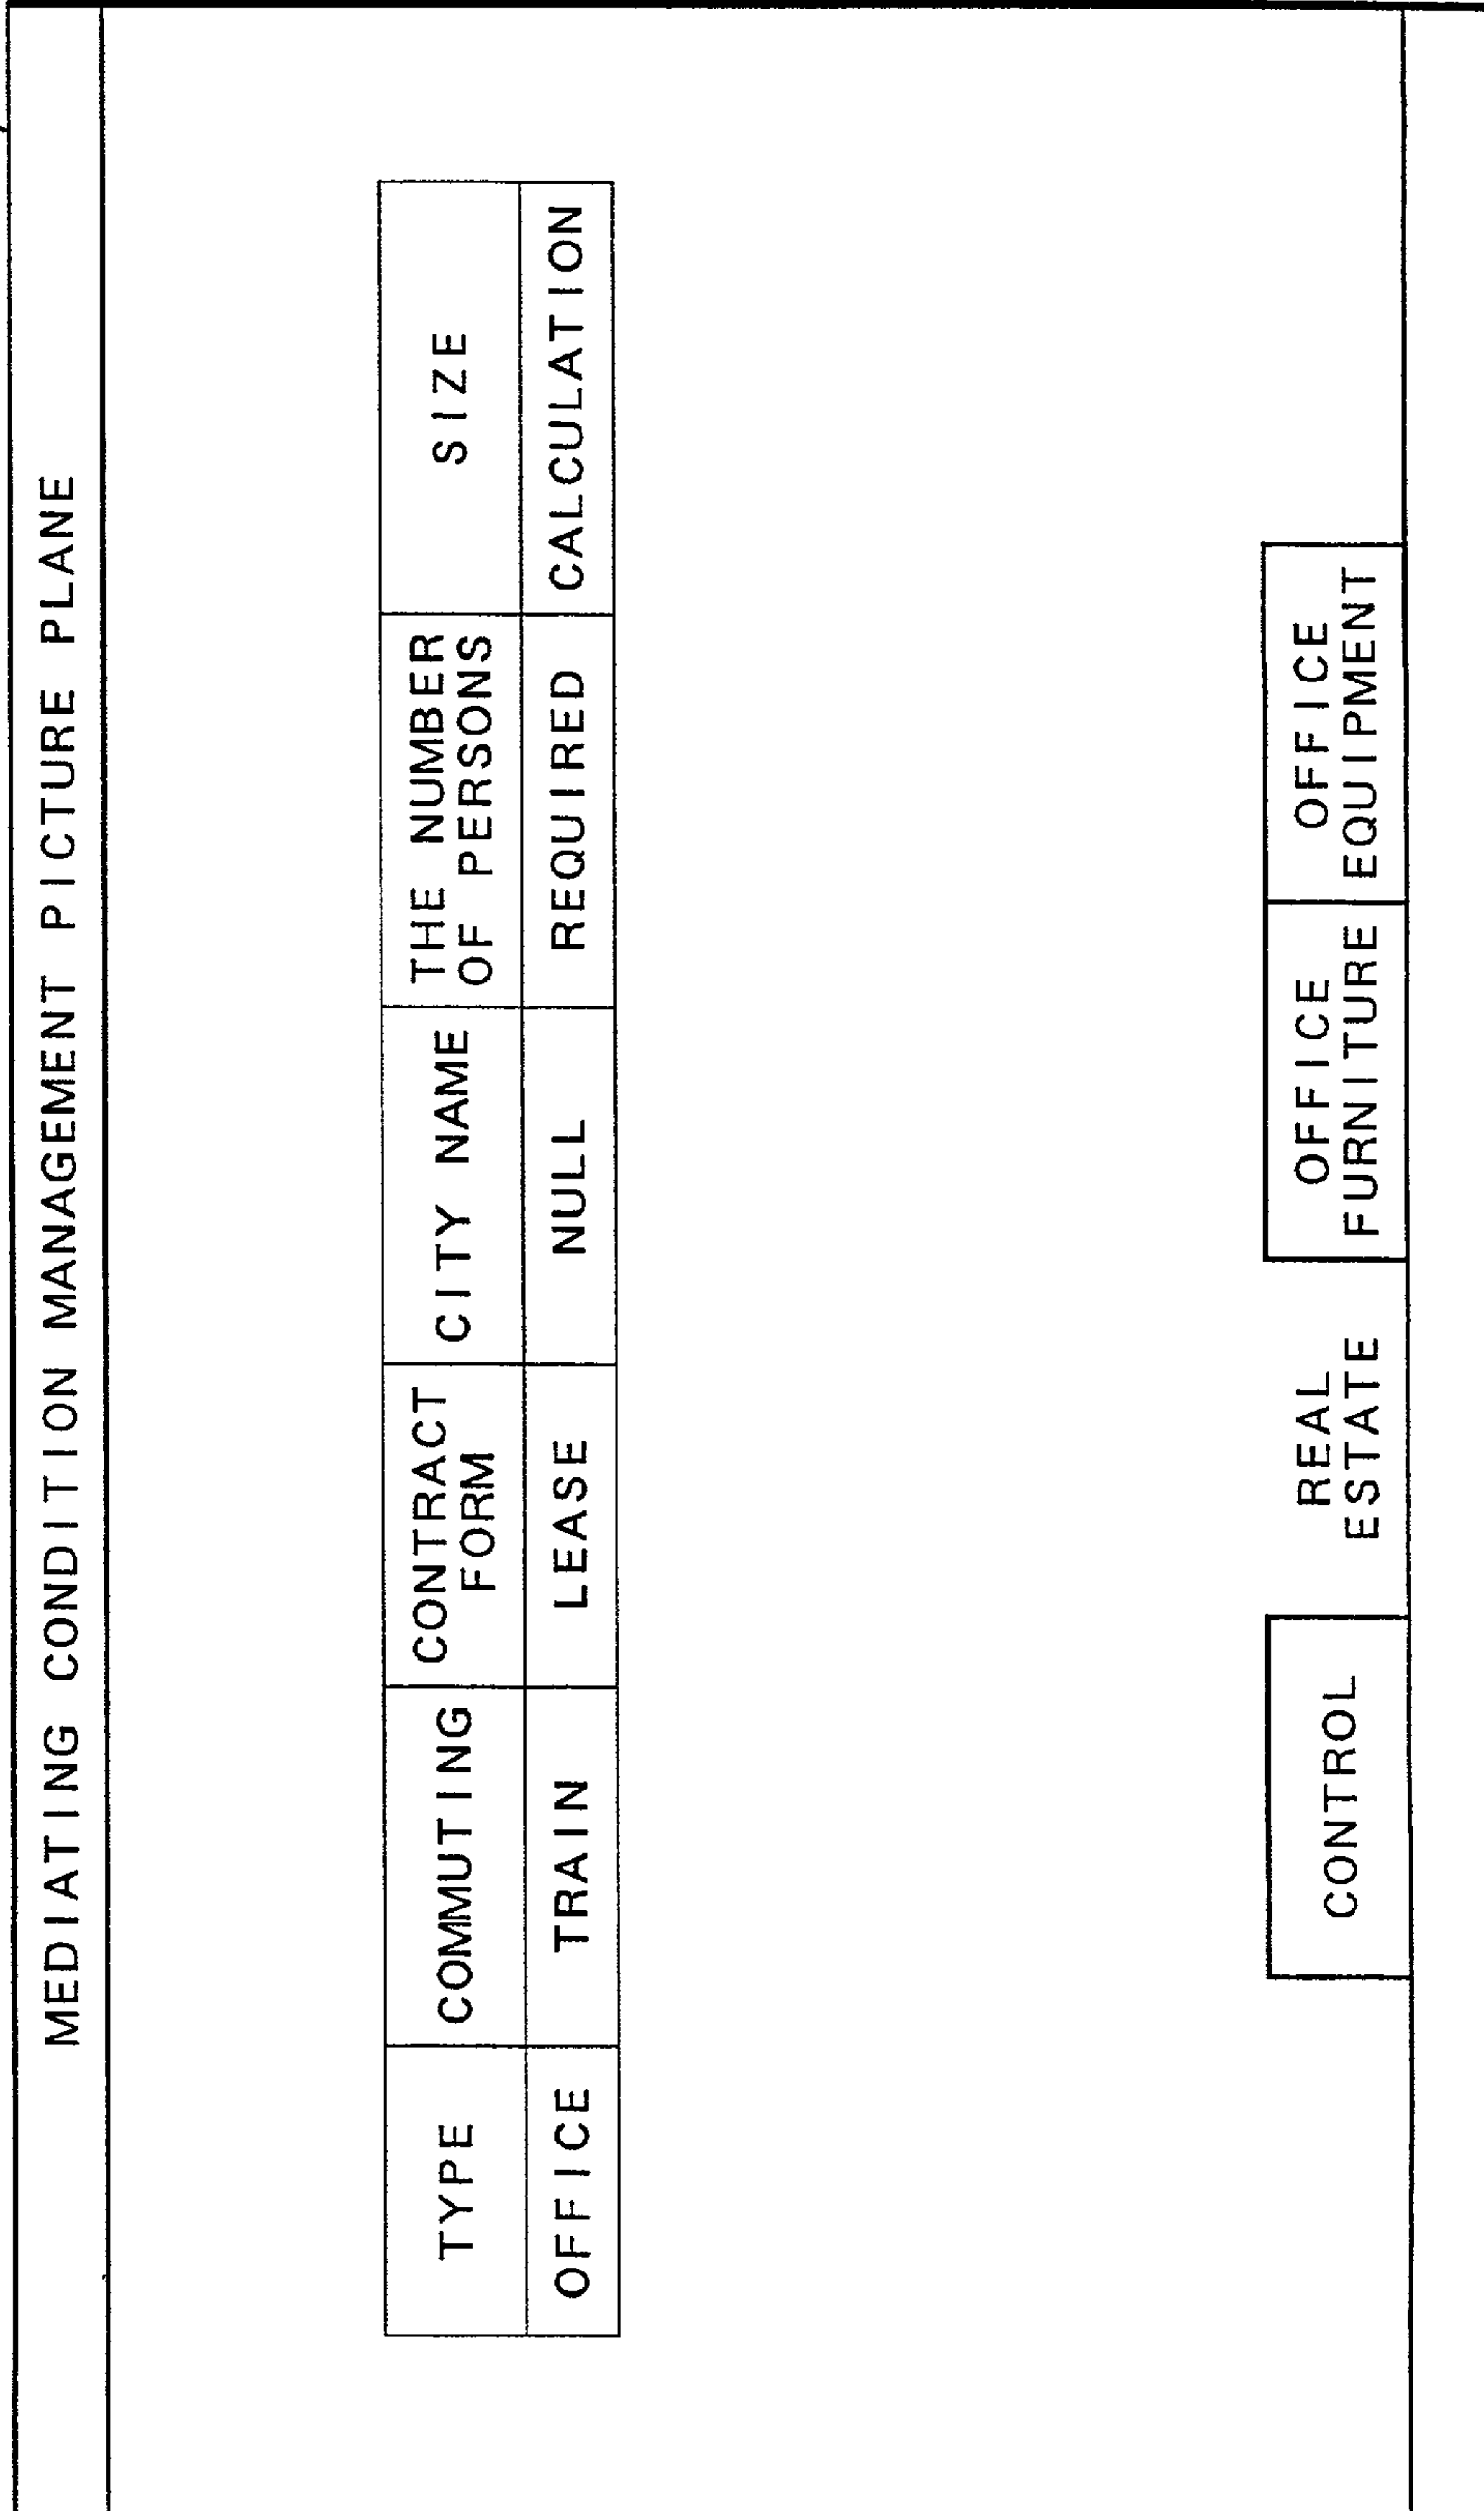 MEDIATING CONDITION MANAGEMENT PICTURE PLANE
TYPE
COMMUTING
CONTRACT
FORM
CITY NAME
THE NUMBER
OF PERSONS
SIZE
OFFICE
TRAIN
LEASE
NULL
REQUIRED
CALCULATION
CONTROL
REAL
ESTATE
OFFICE
FURNITURE
OFFICE
EQUIPMENT